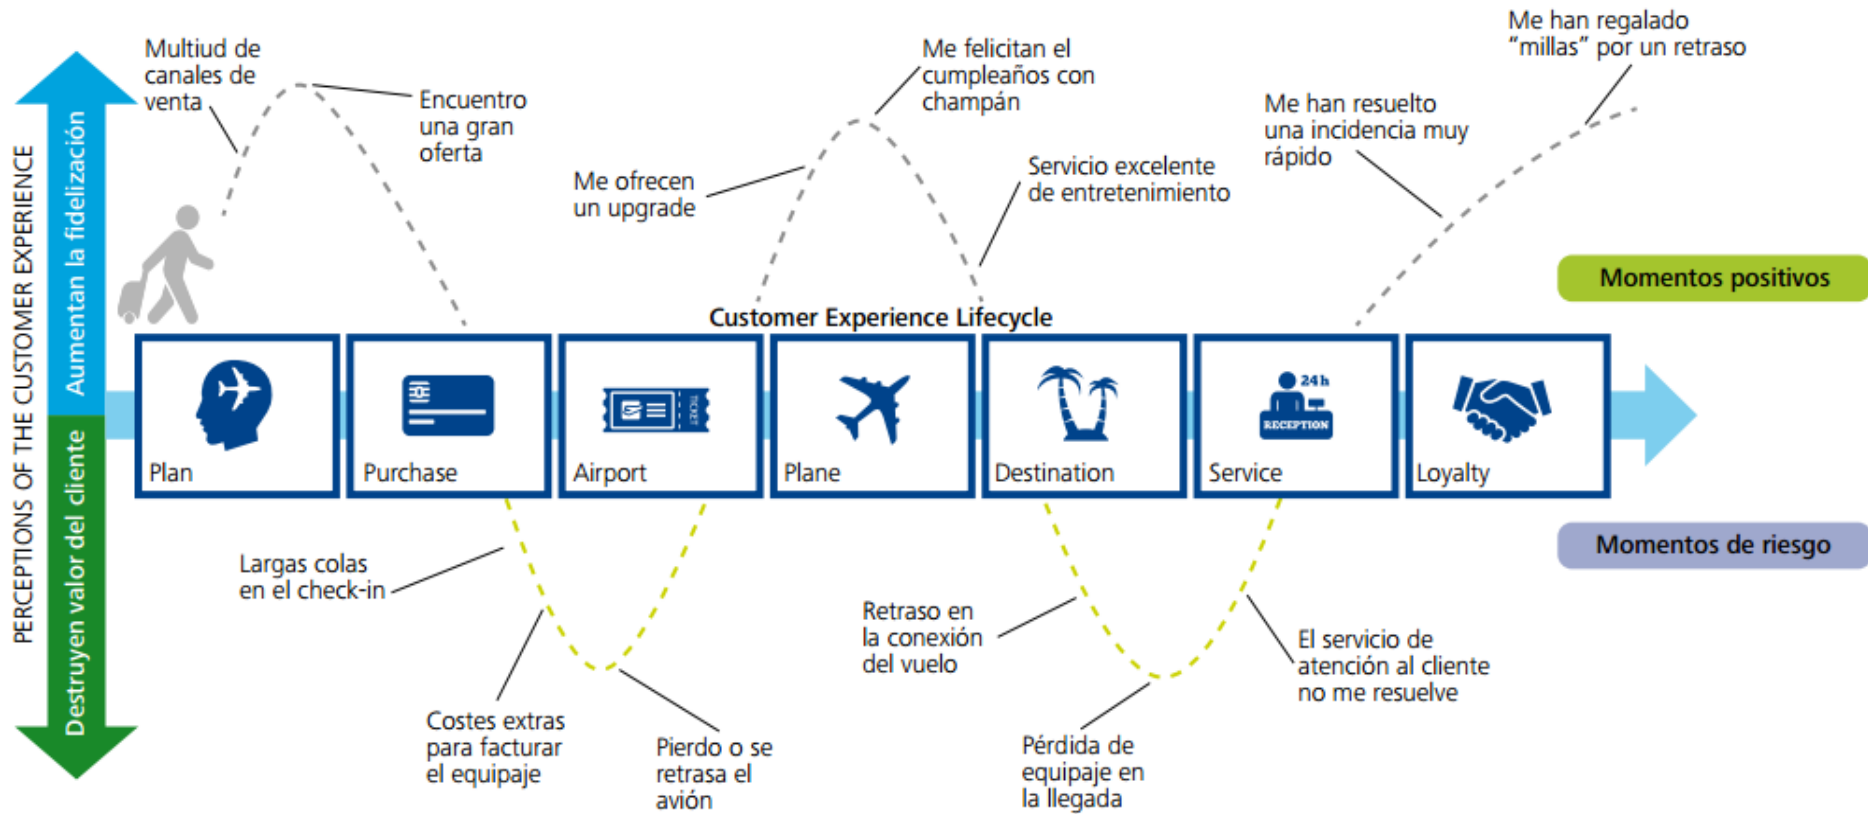 PERCEPTIONS OF THE CUSTOMER EXPERIENCE
Aumentan la fidelización
Destruyen valor del cliente
Multiud de
canales de
venta
Encuentro
una gran
oferta
Me ofrecen
un upgrade
Me felicitan el
cumpleaños con
champán
Servicio excelente
de entretenimiento
Me han resuelto
una incidencia muy
rápido
Me han regalado
“millas” por un retraso
Momentos positivos
Customer Experience Lifecycle
Plan
Purchase
TICKET
Airport
Plane
Destination
24h
RECEPTION
Service
Loyalty
Momentos de riesgo
Largas colas
en el check-in
Costes extras
para facturar
el equipaje
Pierdo o se
retrasa el
avión
Retraso en
la conexión
del vuelo
Pérdida de
equipaje en
la llegada
El servicio de
atención al cliente
no me resuelve